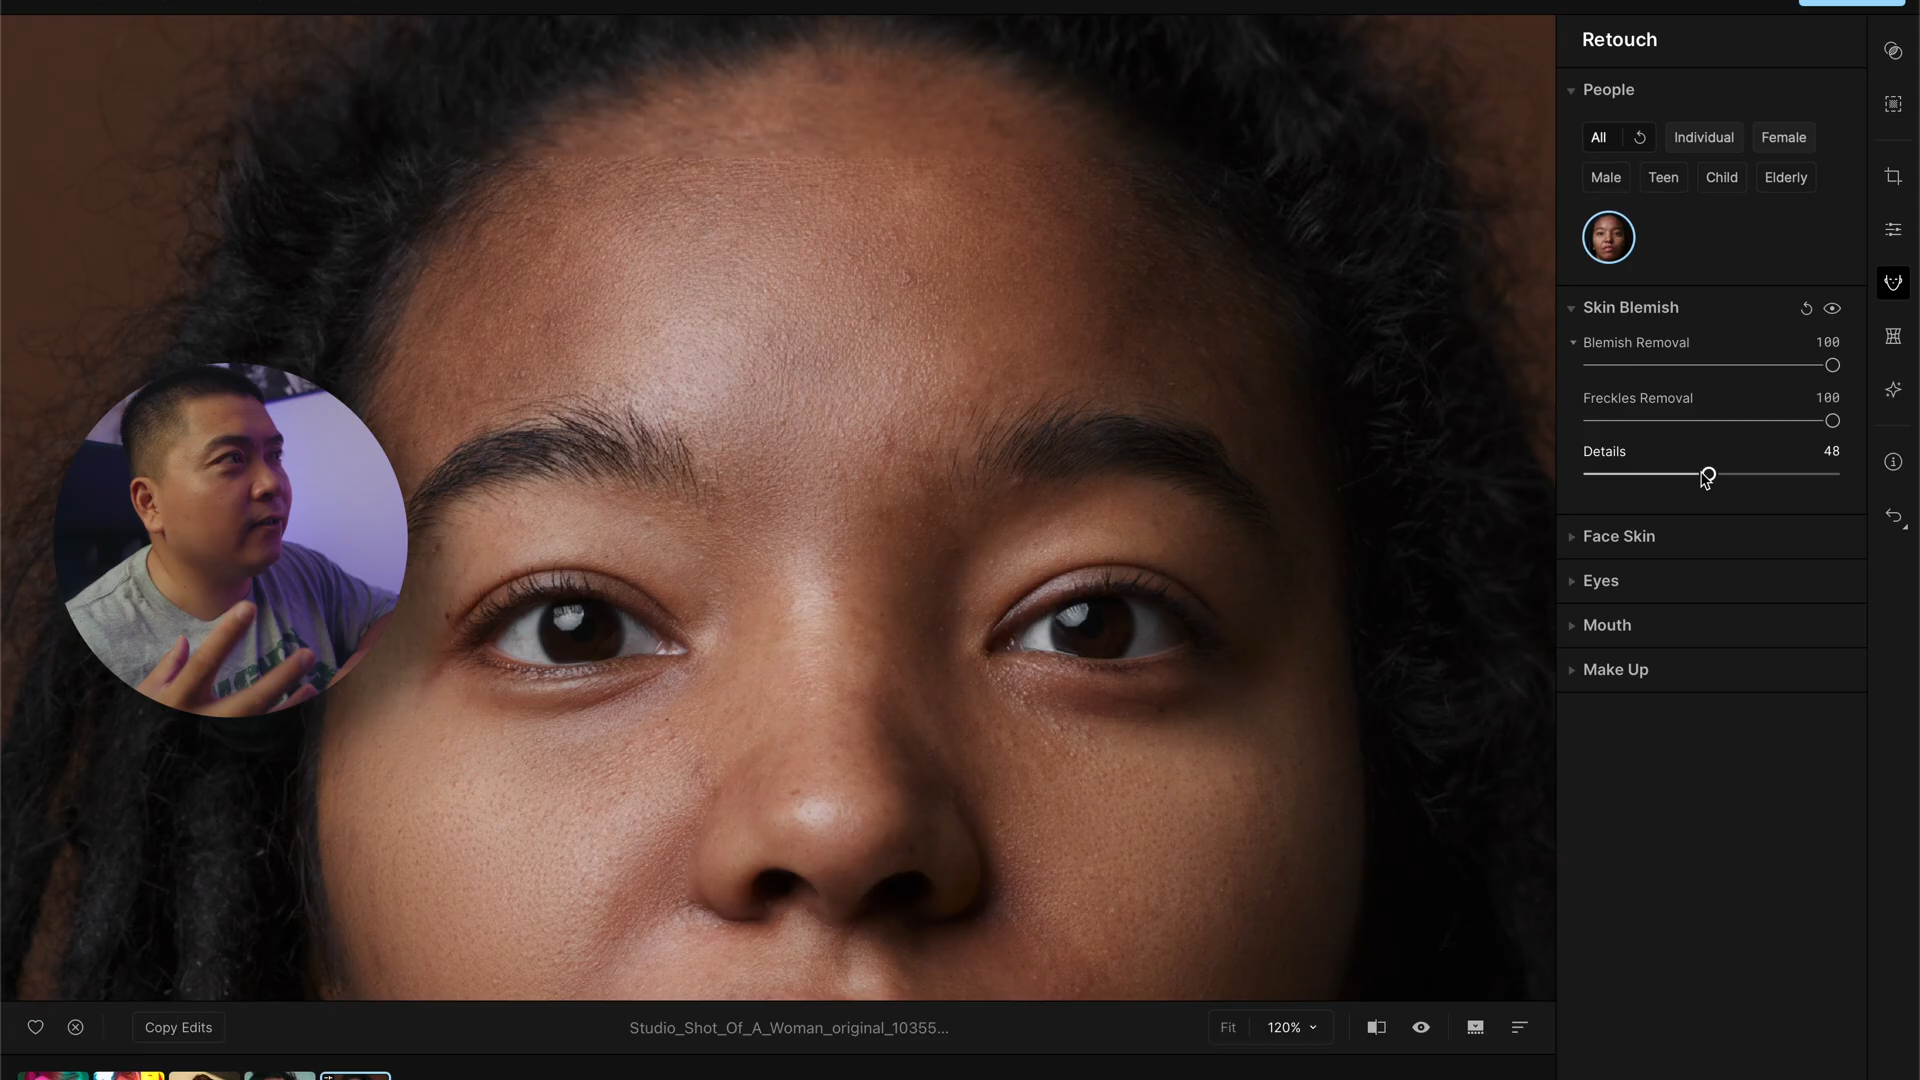 Retouch
People
All Individual Female
Male Teen Child Elderly
Skin Blemish
Blemish Removal 100
Freckles Removal 100
Details 48
Face Skin
Eyes
Mouth
Make Up
Copy Edits
Studio_Shot_Of_A_Woman_original_10355...
Fit 120%